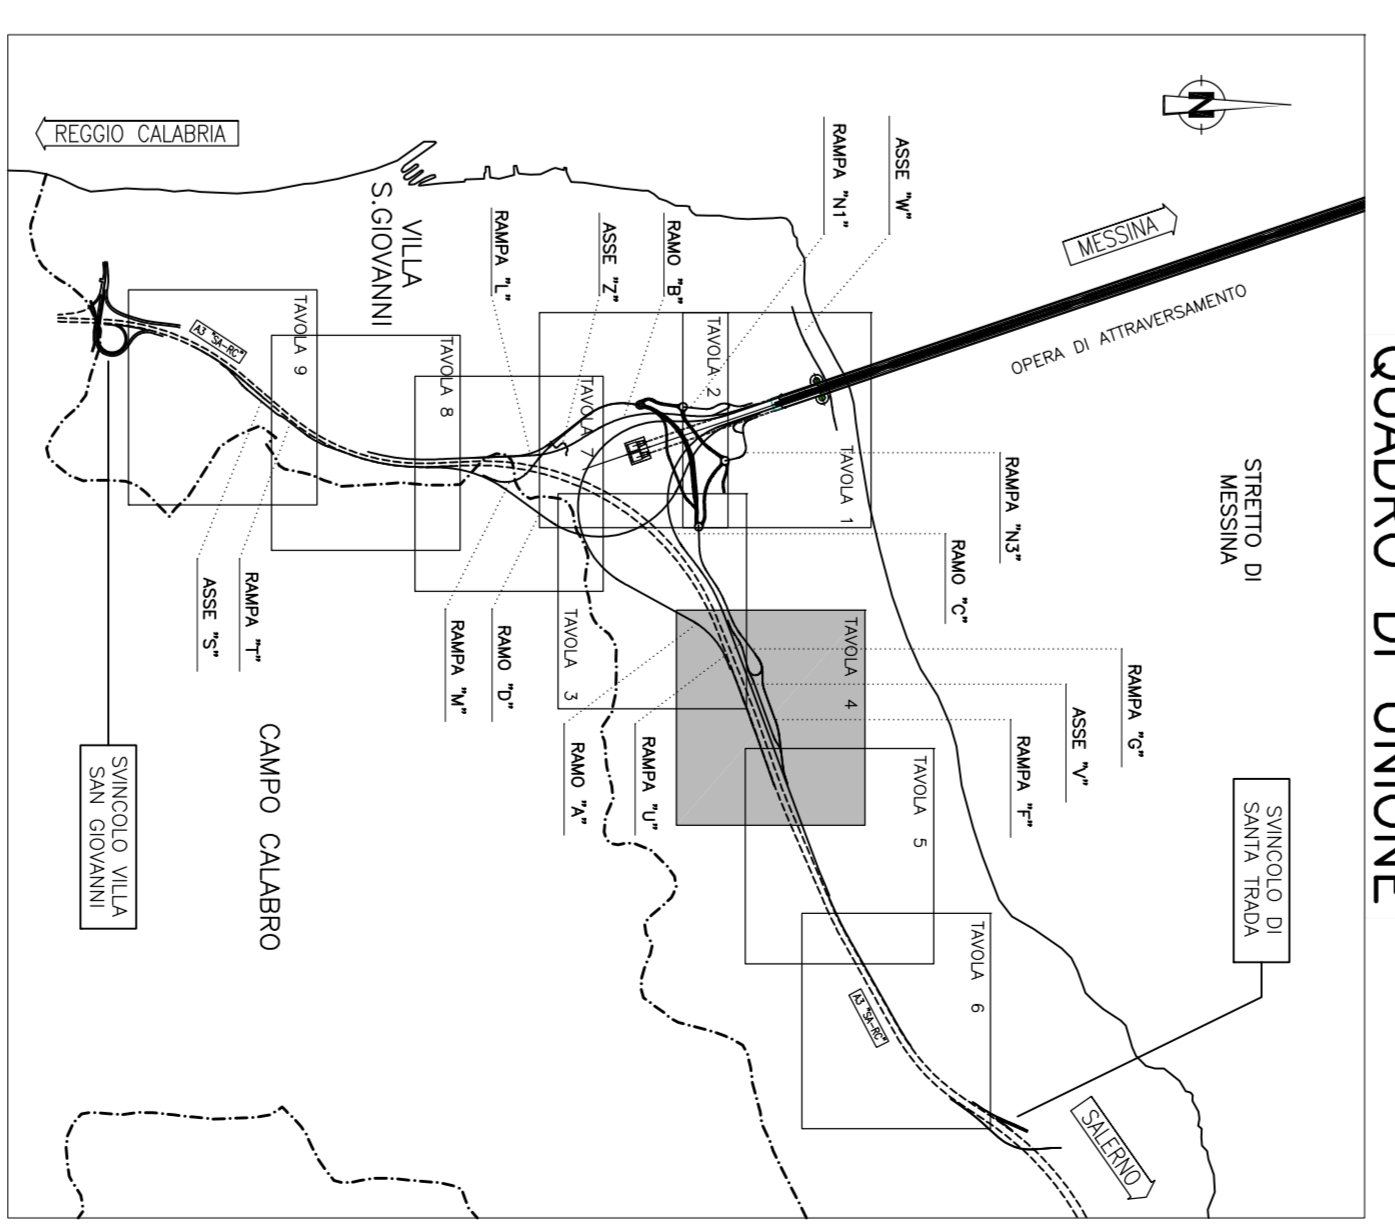 QUADRO DI UNIONE
REGGIO CALABRIA
N
MESSINA
OPERA DI ATTRAVERSAMENTO
STRETTO DI
MESSINA
VILLA
S.GIOVANNI
ASSE "W"
RAMPA "N1"
RAMO "B"
ASSE "Z"
RAMPA "L"
TAVOLA 9
TAVOLA 8
TAVOLA 7
TAVOLA 2
TAVOLA 1
A3 "SA-RC"
RAMPA "N3"
RAMO "C"
RAMPA "G"
ASSE "V"
RAMPA "F"
TAVOLA 4
TAVOLA 3
RAMPA "U"
RAMO "A"
RAMO "D"
RAMPA "M"
RAMPA "T"
ASSE "S"
TAVOLA 5
TAVOLA 6
A3 "SA-RC"
SVINCOLO DI
SANTA TRADA
SALERNO
CAMPO CALABRO
SVINCOLO VILLA
SAN GIOVANNI